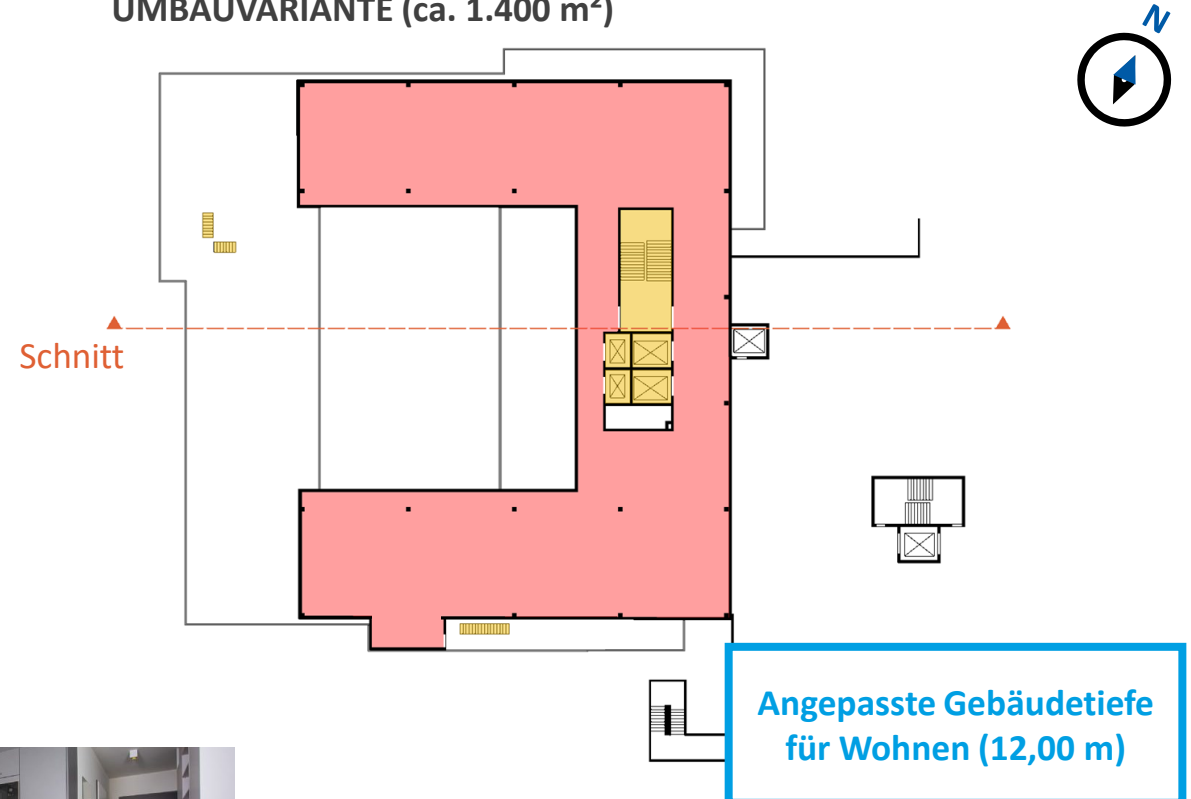 UMBAUVARIANTE (ca. 1.400 m²)
N
Schnitt
Angepasste Gebäudetiefe
für Wohnen (12,00 m)